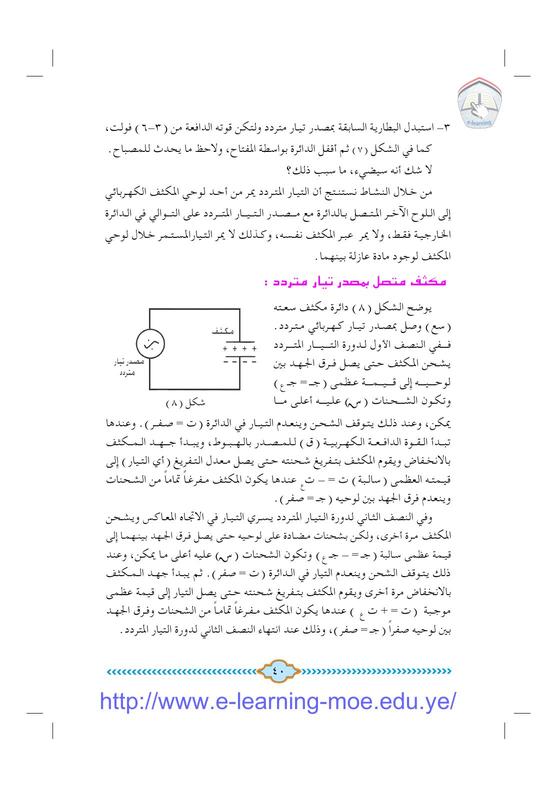 e-learning
٣- استبدل البطارية السابقة بمصدر تيار متردد ولتكن قوته الدافعة من (٣–٦) فولت،
كما في الشكل (٧) ثم أقفل الدائرة بواسطة المفتاح، ولاحظ ما يحدث للمصباح.
لا شك أنه سيضيء، ما سبب ذلك؟
من خلال النشاط نستنتج أن التيار المتردد يمر من أحد لوحي المكثف الكهربائي
إلى اللوح الآخر المتصل بالدائرة مع مصدر التيار المتردد على التوالي في الدائرة
الخارجية فقط، ولا يمر عبر المكثف نفسه، وكذلك لا يمر التيار المستمر خلال لوحي
المكثف لوجود مادة عازلة بينهما.
مكثف متصل بمصدر تيار متردد :
يوضح الشكل (٨) دائرة مكثف سعته
(سع) وصل بمصدر تيار كهربائي متردد.
ففي النصف الأول لدورة التيار المتردد
يشحن المكثف حتى يصل فرق الجهد بين
لوحيه إلى قيمة عظمى (جـ = جـع)
وتكون الشحنات (س) عليه أعلى ما
مكثف
+ + + +
– – – –
مصدر تيار
متردد
شكل (٨)
يمكن، وعند ذلك يتوقف الشحن وينعدم التيار في الدائرة (ت = صفر). وعندها
تبدأ القوة الدافعة الكهربية (ق) للمصدر بالهبوط، ويبدأ جهد المكثف
بالانخفاض ويقوم المكثف بتفريغ شحنته حتى يصل معدل التفريغ (أي التيار) إلى
قيمته العظمى (سالبة) ت = – تع عندها يكون المكثف مفرغاً تماماً من الشحنات
وينعدم فرق الجهد بين لوحيه (جـ = صفر).
وفي النصف الثاني لدورة التيار المتردد يسري التيار في الاتجاه المعاكس ويشحن
المكثف مرة أخرى، ولكن بشحنات مضادة على لوحيه حتى يصل فرق الجهد بينهما إلى
قيمة عظمى سالبة (جـ = – جـع) وتكون الشحنات (س) عليه أعلى ما يمكن، وعند
ذلك يتوقف الشحن وينعدم التيار في الدائرة (ت = صفر). ثم يبدأ جهد المكثف
بالانخفاض مرة أخرى ويقوم المكثف بتفريغ شحنته حتى يصل التيار إلى قيمة عظمى
موجبة (ت = + تع) عندها يكون المكثف مفرغاً تماماً من الشحنات وفرق الجهد
بين لوحيه صفراً (جـ = صفر)، وذلك عند انتهاء النصف الثاني لدورة التيار المتردد.
٤٠
http://www.e-learning-moe.edu.ye/